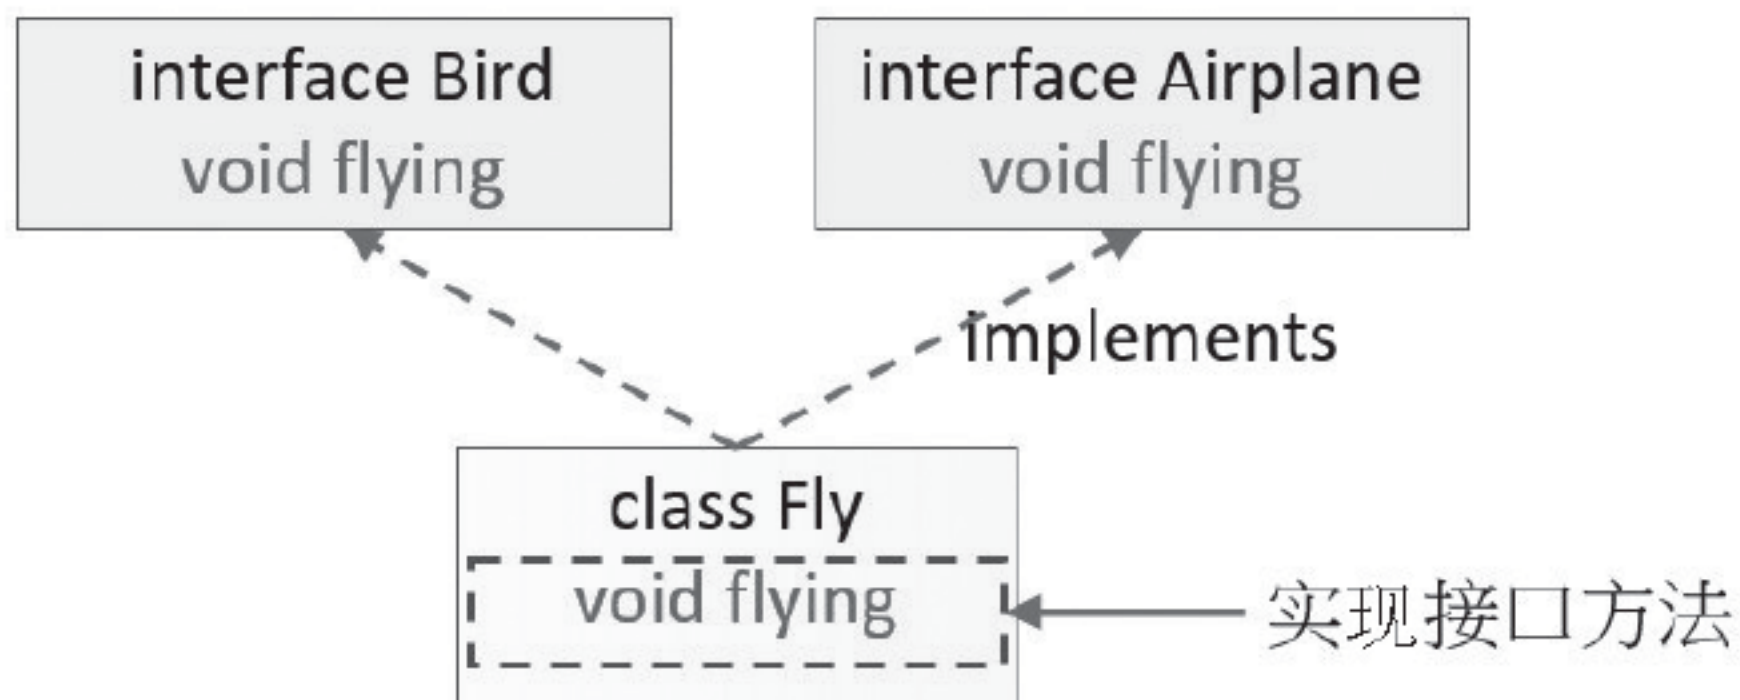 interface Bird
void flying
interface Airplane
void flying
implements
class Fly
void flying
实现接口方法